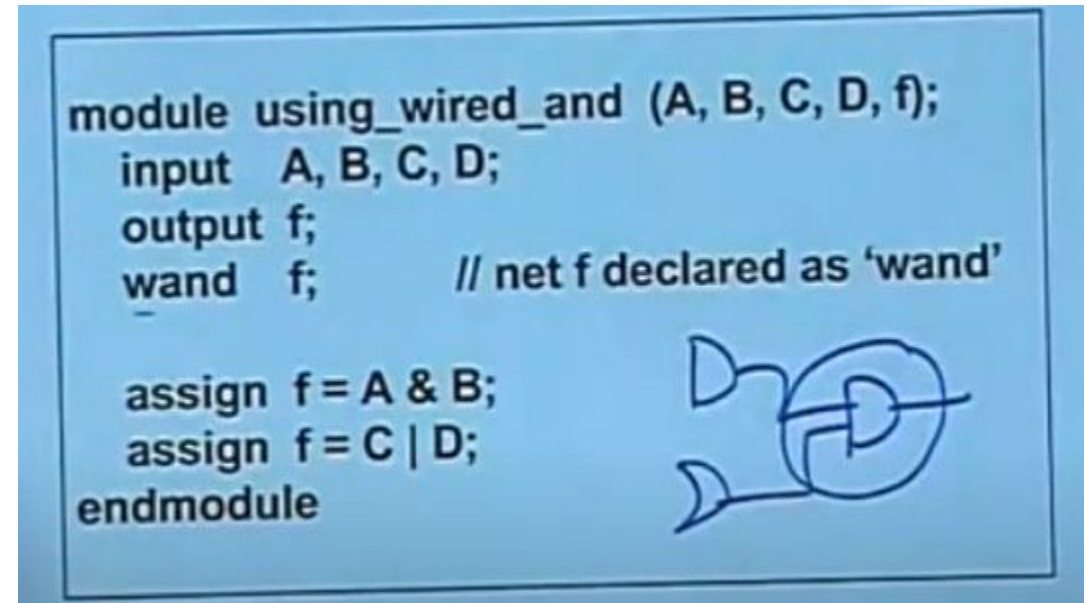 module using_wired_and (A, B, C, D, f);
input A, B, C, D;
output f;
wand f; // net f declared as ‘wand’
assign f = A & B;
assign f = C | D;
endmodule